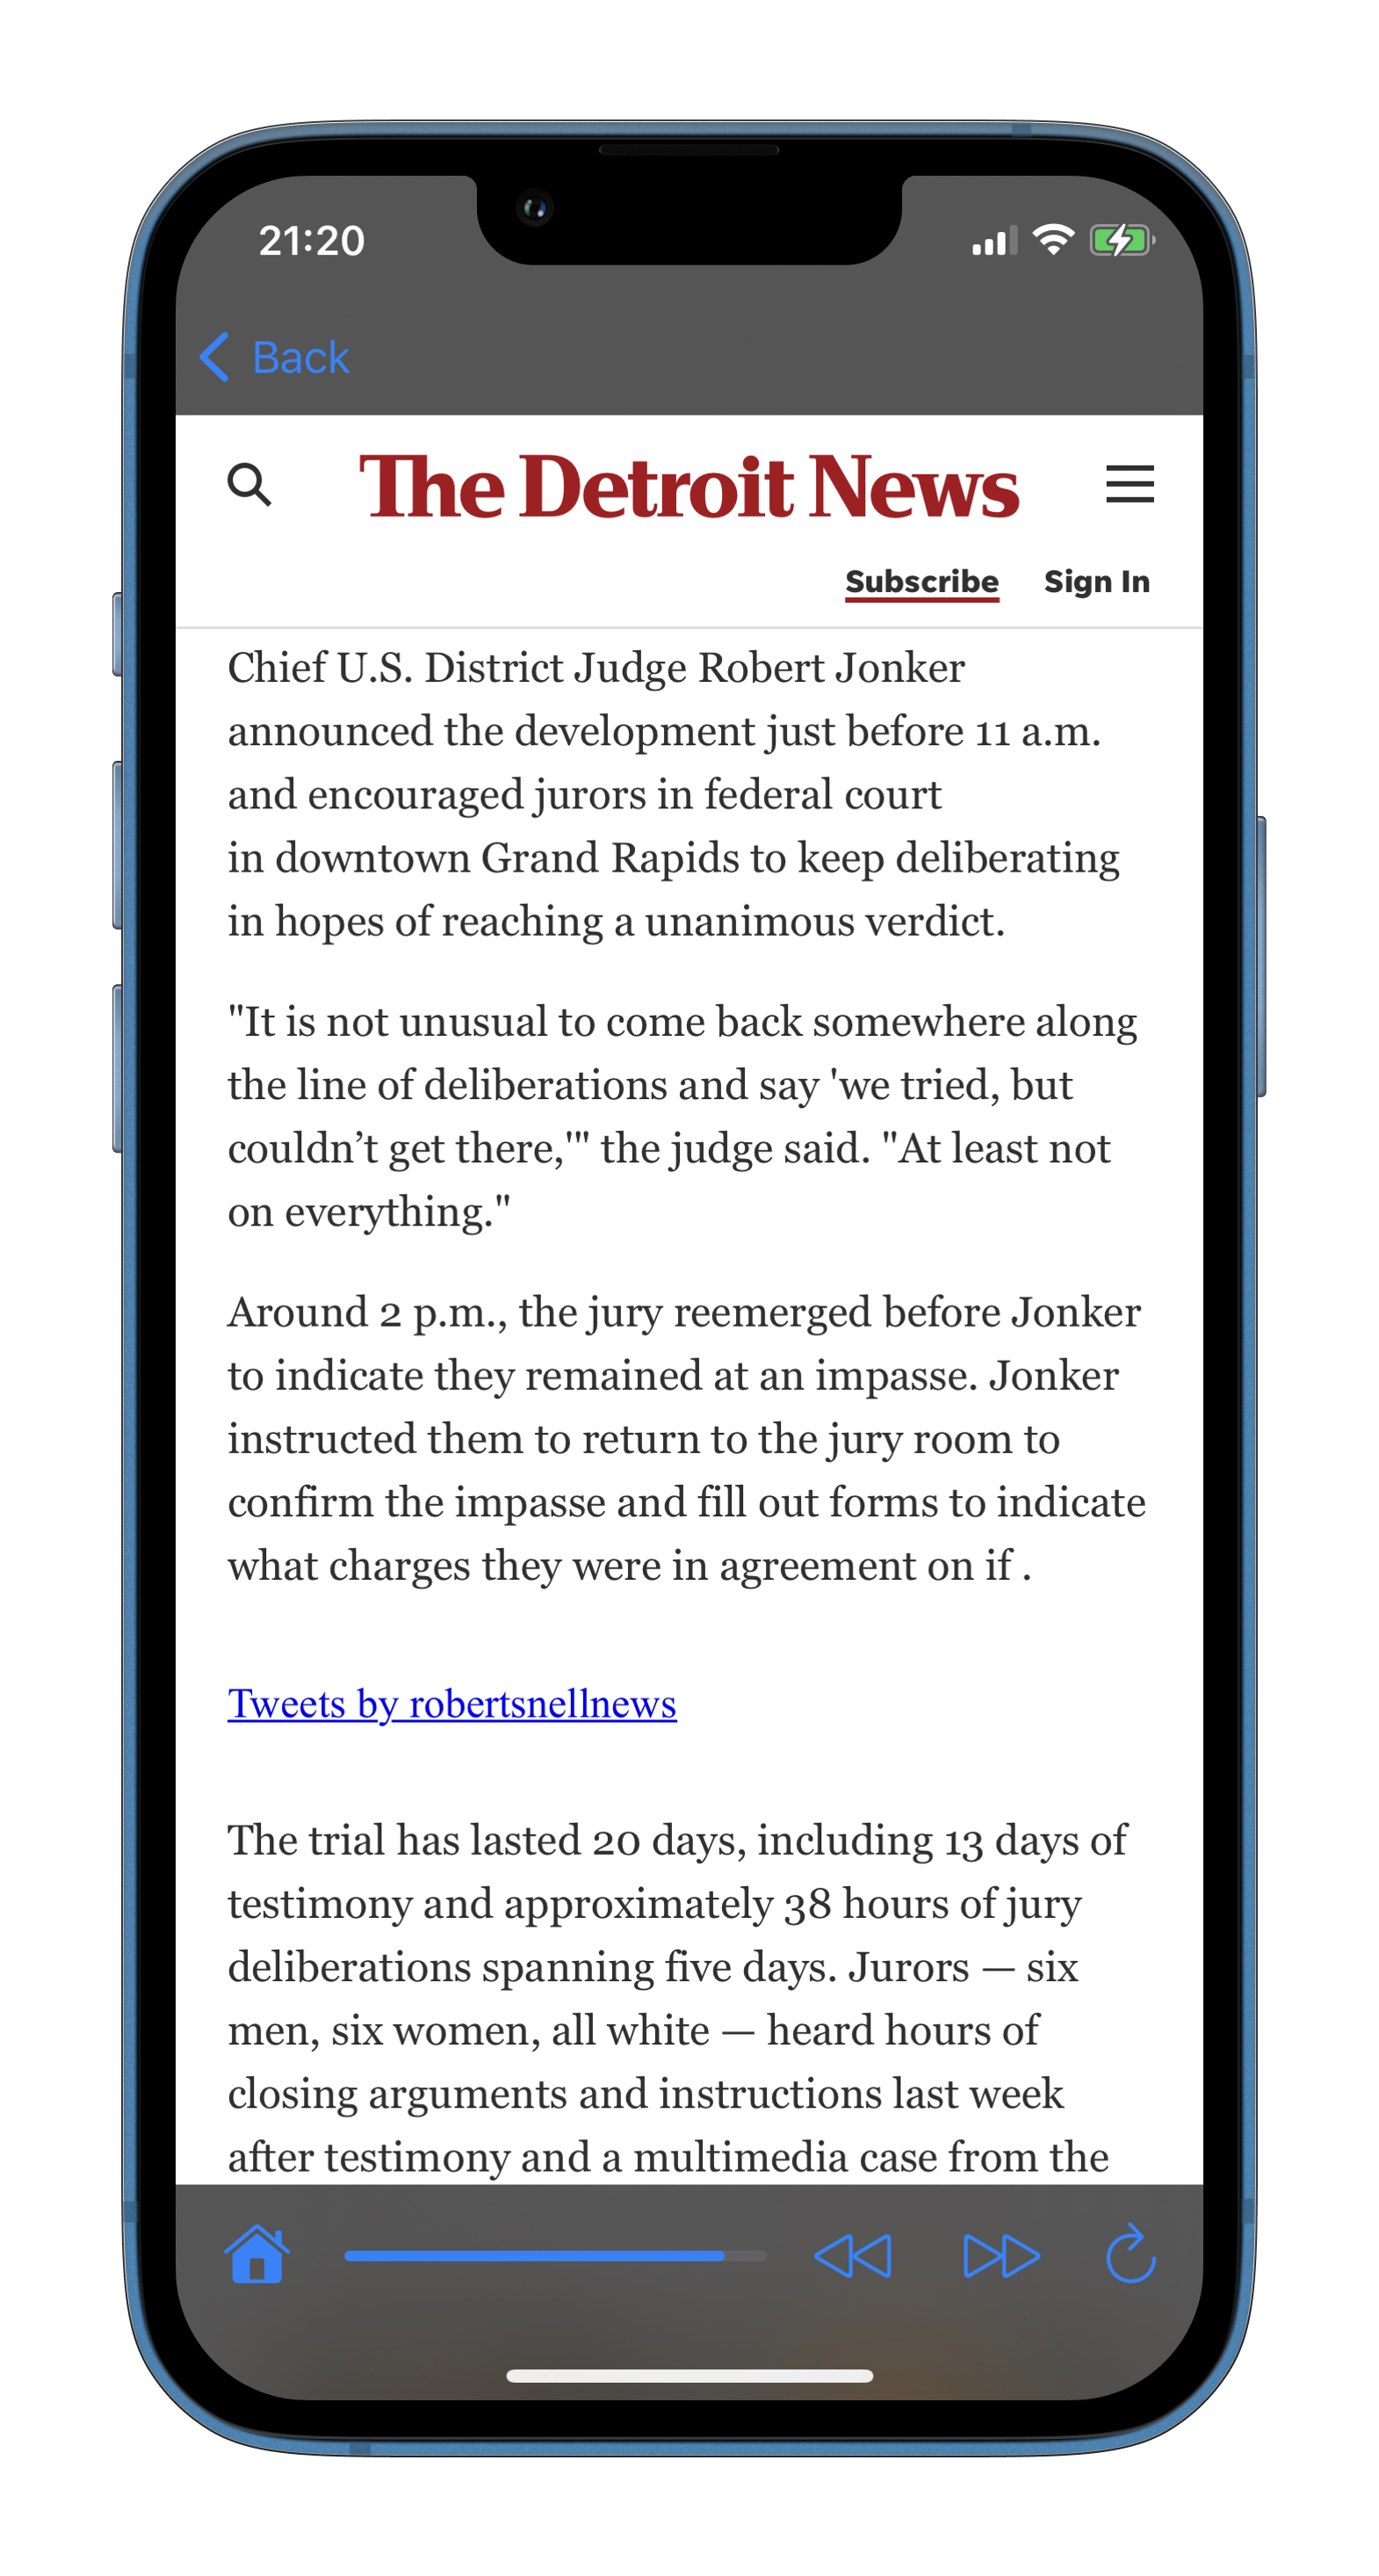 21:20
Back
The Detroit News
Subscribe Sign In
Chief U.S. District Judge Robert Jonker
announced the development just before 11 a.m.
and encouraged jurors in federal court
in downtown Grand Rapids to keep deliberating
in hopes of reaching a unanimous verdict.
"It is not unusual to come back somewhere along
the line of deliberations and say 'we tried, but
couldn’t get there,'" the judge said. "At least not
on everything."
Around 2 p.m., the jury reemerged before Jonker
to indicate they remained at an impasse. Jonker
instructed them to return to the jury room to
confirm the impasse and fill out forms to indicate
what charges they were in agreement on if .
Tweets by robertsnellnews
The trial has lasted 20 days, including 13 days of
testimony and approximately 38 hours of jury
deliberations spanning five days. Jurors — six
men, six women, all white — heard hours of
closing arguments and instructions last week
after testimony and a multimedia case from the